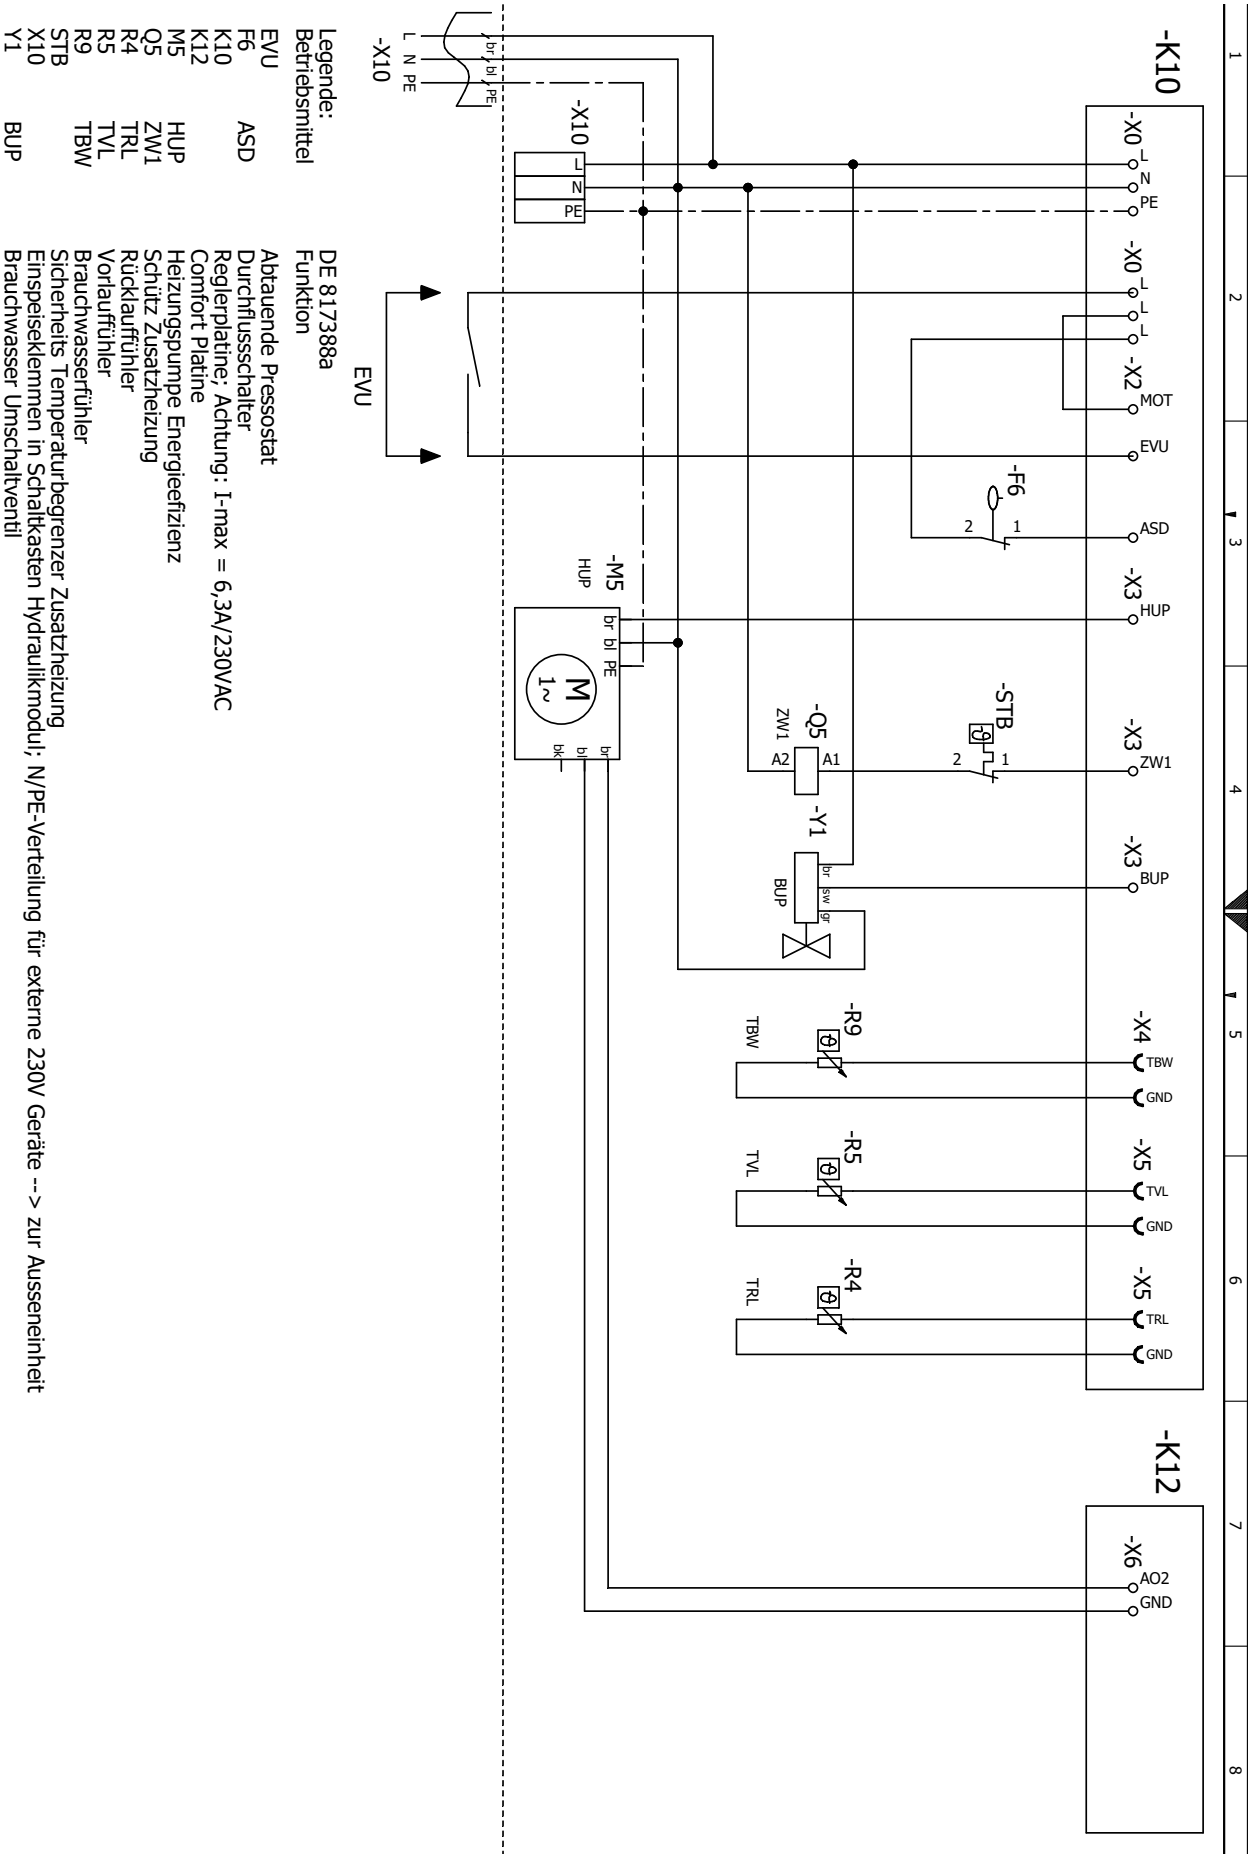 1
2
3
4
5
6
7
8
-K10
-K12
-X0
L
N
PE
-X0
L
L
L
-X2
MOT
EVU
ASD
-X3
HUP
-X3
ZW1
-X3
BUP
-X4
TBW
GND
-X5
TVL
GND
-X5
TRL
GND
-X6
AO2
GND
-F6
2
1
-STB
2
1
-Q5
ZW1
A2
A1
-Y1
BUP
br
sw
gr
-R9
TBW
-R5
TVL
-R4
TRL
-M5
HUP
br
bl
PE
M
1~
bk
bl
br
-X10
L
N
PE
L
N
PE
br
bl
PE
-X10
EVU
Legende: DE 817388a
Betriebsmittel Funktion
EVU Abtauende Pressostat
F6 ASD Durchflussschalter
K10 Reglerplatine; Achtung: I-max = 6,3A/230VAC
K12 Comfort Platine
M5 HUP Heizungspumpe Energieefizienz
Q5 ZW1 Schütz Zusatzheizung
R4 TRL Rücklauffühler
R5 TVL Vorlauffühler
R9 TBW Brauchwasserfühler
STB Sicherheits Temperaturbegrenzer Zusatzheizung
X10 Einspeiseklemmen in Schaltkasten Hydraulikmodul; N/PE-Verteilung für externe 230V Geräte --> zur Ausseneinheit
Y1 BUP Brauchwasser Umschaltventil